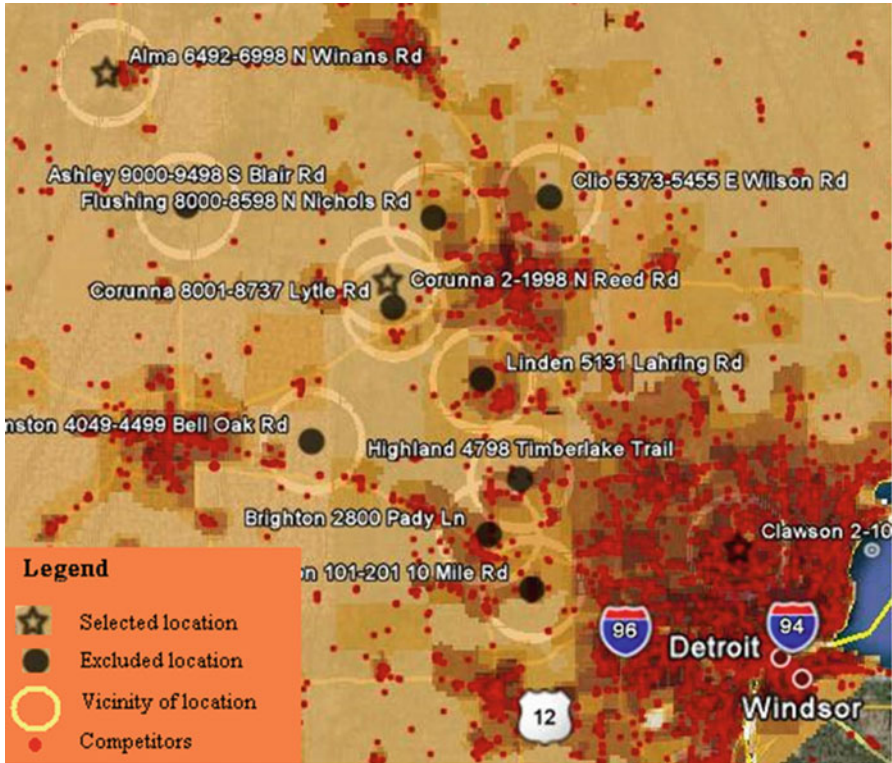 Alma 6492-6998 N Winans Rd
Ashley 9000-9498 S Blair Rd
Clio 5373-5455 E Wilson Rd
Flushing 8000-8598 N Nichols Rd
Corunna 2-1998 N Reed Rd
Corunna 8001-8737 Lytle Rd
Linden 5131 Lahring Rd
mston 4049-4499 Bell Oak Rd
Highland 4798 Timberlake Trail
Brighton 2800 Pady Ln
Clawson 2-10
on 101-201 10 Mile Rd
96
94
Detroit
Windsor
12
Legend
Selected location
Excluded location
Vicinity of location
Competitors